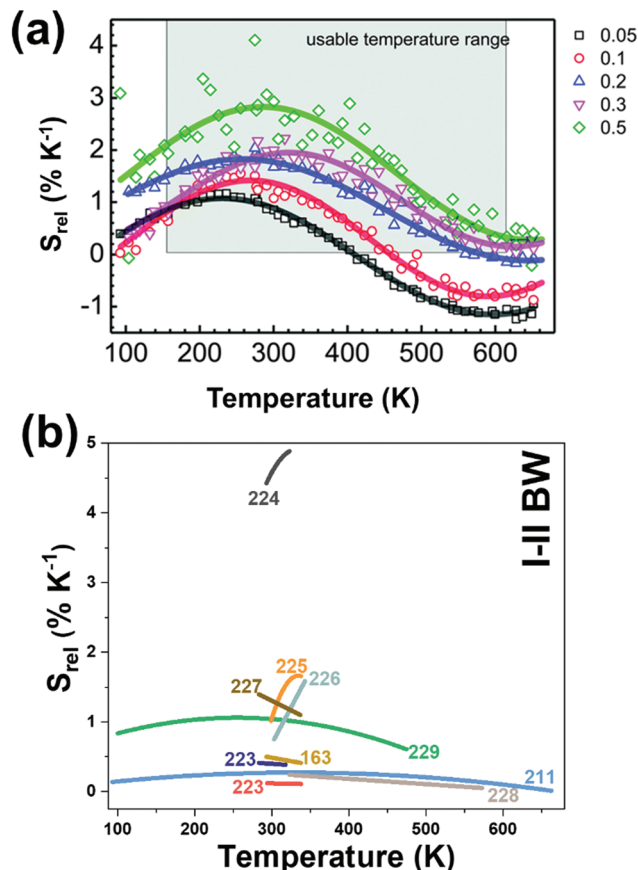 (a)
usable temperature range
0.05
0.1
0.2
0.3
0.5
4
3
2
1
0
-1
S_rel (% K⁻¹)
100 200 300 400 500 600
Temperature (K)
(b)
I-II BW
5
4
3
2
1
0
S_rel (% K⁻¹)
224
225
226
227
229
223
163
211
223
228
100 200 300 400 500 600
Temperature (K)